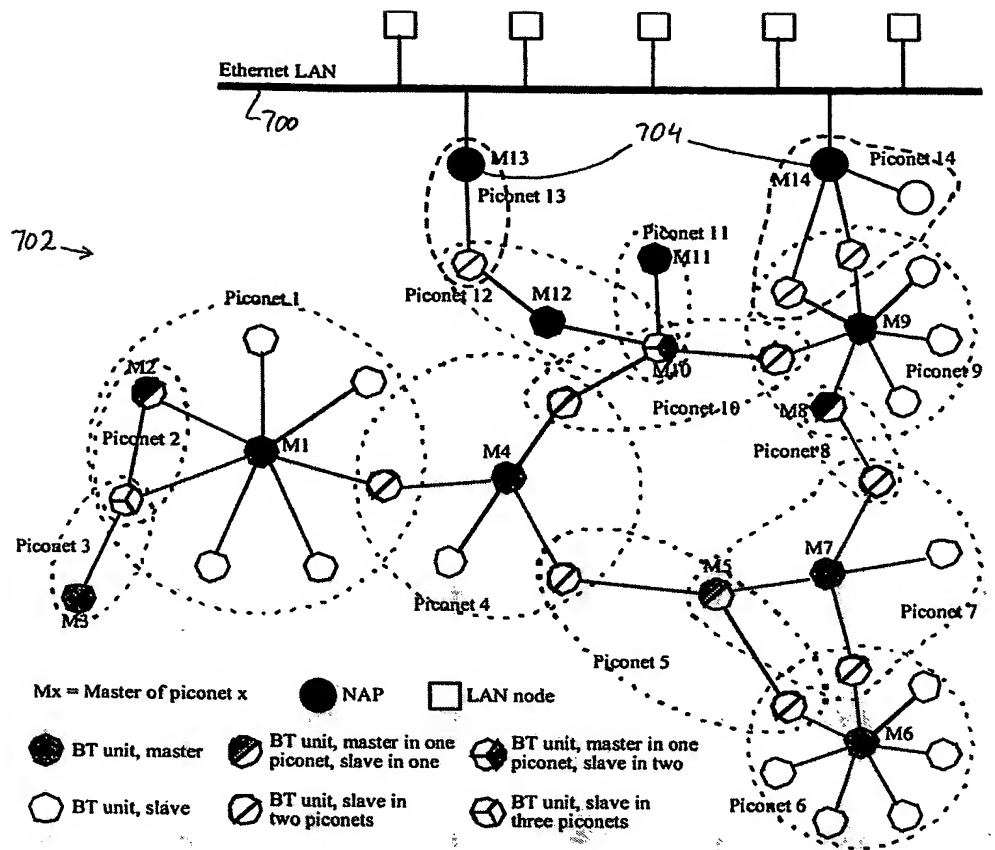 Ethernet LAN
700
704
M13
Piconet 13
M14
Piconet 14
702
Piconet 11
M11
Piconet 12
M12
Piconet 1
M9
M10
Piconet 9
M2
Piconet 10
M8
Piconet 2
M1
M4
Piconet 8
Piconet 3
M7
M5
M3
Piconet 4
Piconet 7
Piconet 5
Mx = Master of piconet x
NAP
LAN node
BT unit, master
BT unit, master in one
piconet, slave in one
BT unit, master in one
piconet, slave in two
M6
BT unit, slave
BT unit, slave in
two piconets
BT unit, slave in
three piconets
Piconet 6